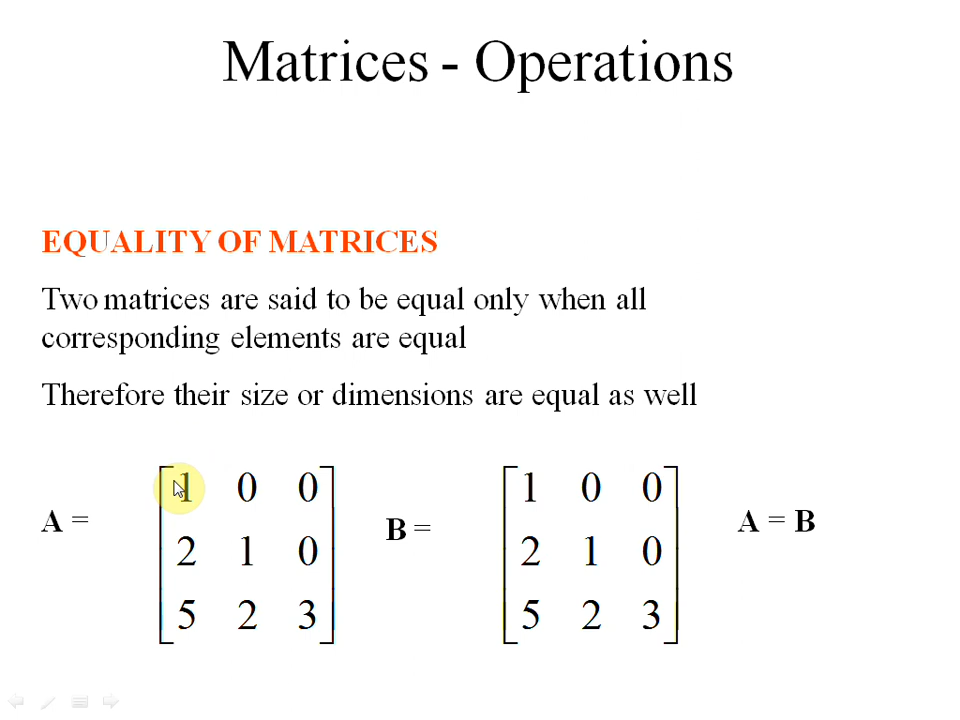 Matrices - Operations
EQUALITY OF MATRICES
Two matrices are said to be equal only when all
corresponding elements are equal
Therefore their size or dimensions are equal as well
A =
1 0 0
2 1 0
5 2 3
B =
1 0 0
2 1 0
5 2 3
A = B